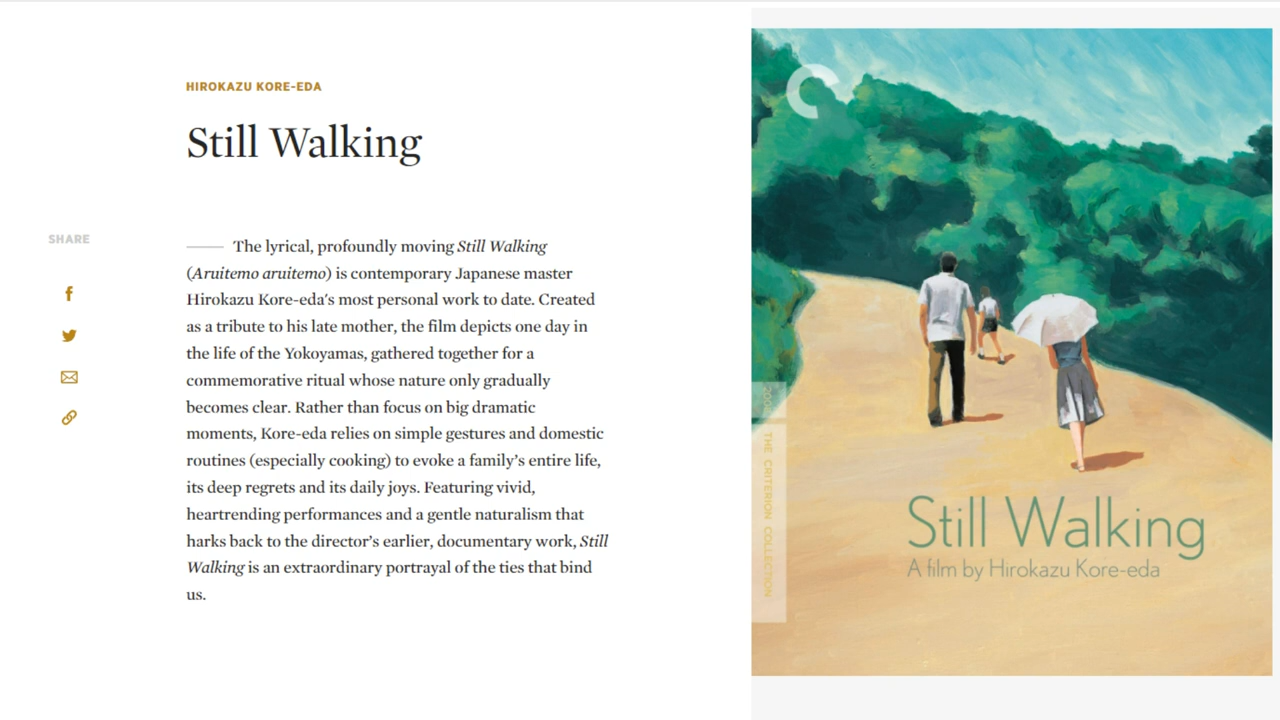 HIROKAZU KORE-EDA
Still Walking
SHARE
The lyrical, profoundly moving Still Walking
(Aruitemo aruitemo) is contemporary Japanese master
Hirokazu Kore-eda's most personal work to date. Created
as a tribute to his late mother, the film depicts one day in
the life of the Yokoyamas, gathered together for a
commemorative ritual whose nature only gradually
becomes clear. Rather than focus on big dramatic
moments, Kore-eda relies on simple gestures and domestic
routines (especially cooking) to evoke a family’s entire life,
its deep regrets and its daily joys. Featuring vivid,
heartrending performances and a gentle naturalism that
harks back to the director’s earlier, documentary work, Still
Walking is an extraordinary portrayal of the ties that bind
us.
THE CRITERION COLLECTION
Still Walking
A film by Hirokazu Kore-eda